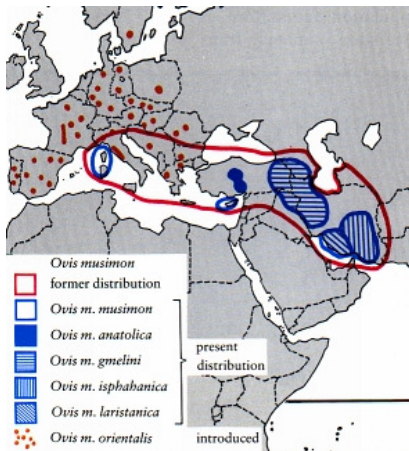 Ovis musimon
former distribution
Ovis m. musimon
Ovis m. anatolica
Ovis m. gmelini
Ovis m. isphahanica
Ovis m. laristanica
Ovis m. orientalis
present
distribution
introduced